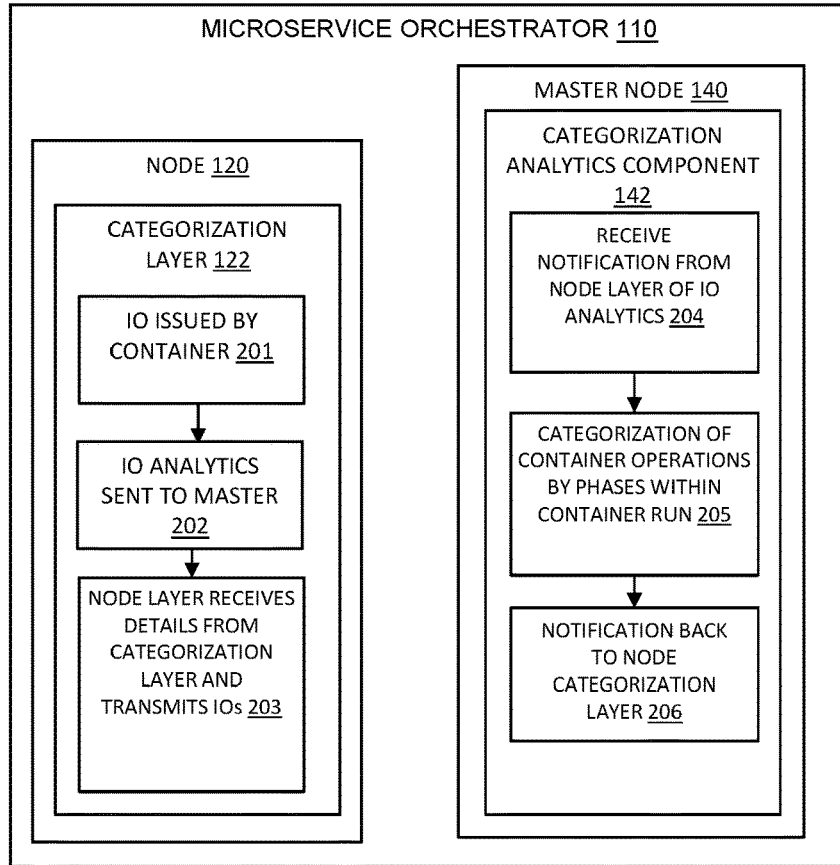 MICROSERVICE ORCHESTRATOR 110
NODE 120
CATEGORIZATION
LAYER 122
IO ISSUED BY
CONTAINER 201
IO ANALYTICS
SENT TO MASTER
202
NODE LAYER RECEIVES
DETAILS FROM
CATEGORIZATION
LAYER AND
TRANSMITS IOs 203
MASTER NODE 140
CATEGORIZATION
ANALYTICS COMPONENT
142
RECEIVE
NOTIFICATION FROM
NODE LAYER OF IO
ANALYTICS 204
CATEGORIZATION OF
CONTAINER OPERATIONS
BY PHASES WITHIN
CONTAINER RUN 205
NOTIFICATION BACK
TO NODE
CATEGORIZATION
LAYER 206